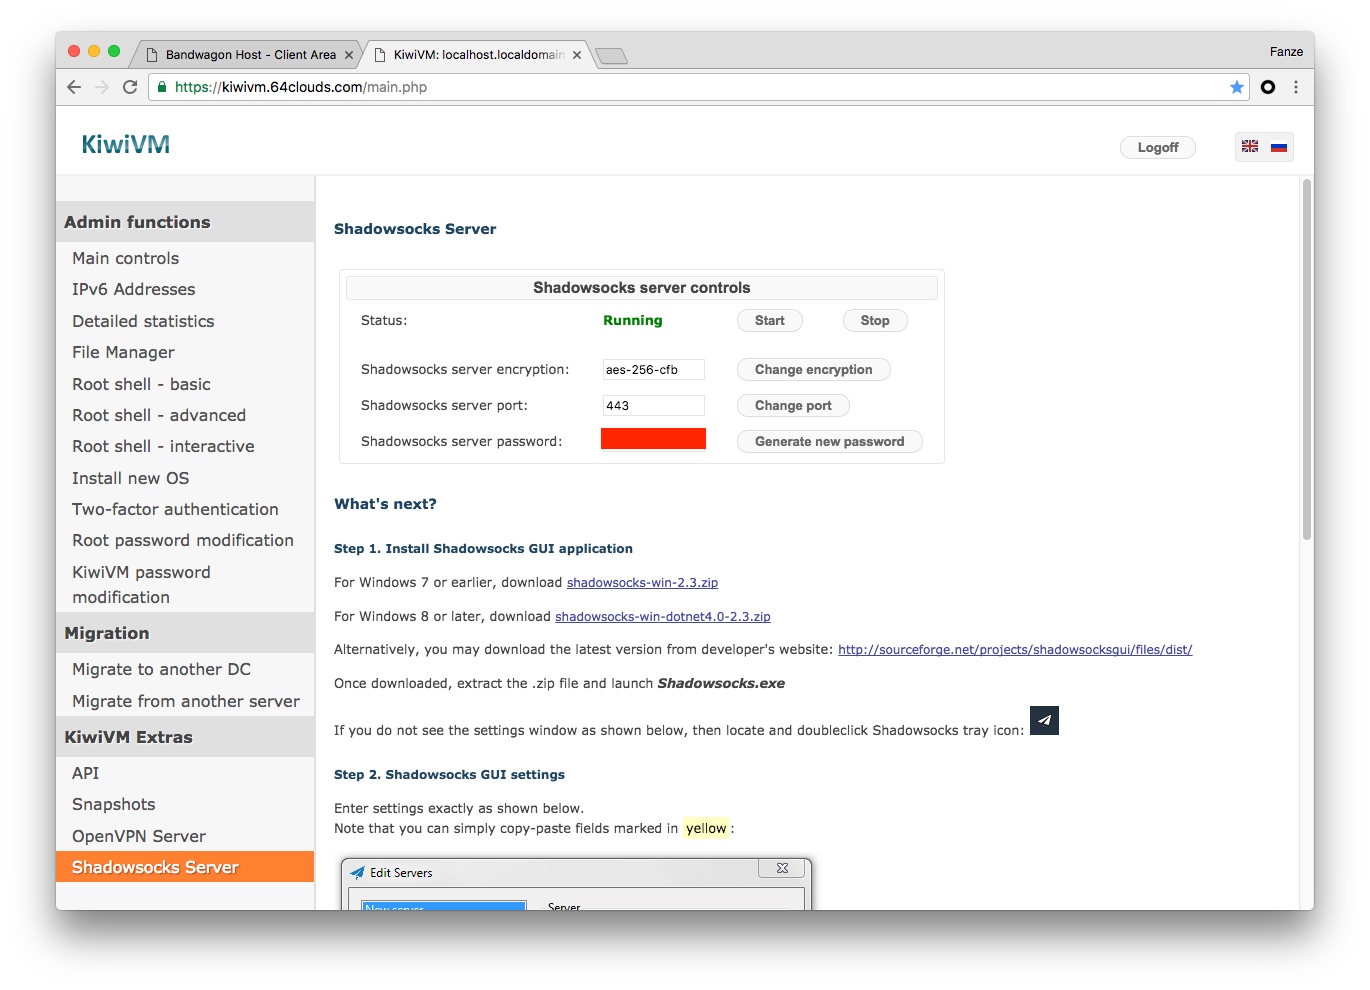 Bandwagon Host - Client Area
KiwiVM: localhost.localdomain
Fanze
https://kiwivm.64clouds.com/main.php
KiwiVM
Logoff
Admin functions
Main controls
IPv6 Addresses
Detailed statistics
File Manager
Root shell - basic
Root shell - advanced
Root shell - interactive
Install new OS
Two-factor authentication
Root password modification
KiwiVM password
modification
Migration
Migrate to another DC
Migrate from another server
KiwiVM Extras
API
Snapshots
OpenVPN Server
Shadowsocks Server
Shadowsocks Server
Shadowsocks server controls
Status: Running Start Stop
Shadowsocks server encryption: aes-256-cfb Change encryption
Shadowsocks server port: 443 Change port
Shadowsocks server password: Generate new password
What's next?
Step 1. Install Shadowsocks GUI application
For Windows 7 or earlier, download shadowsocks-win-2.3.zip
For Windows 8 or later, download shadowsocks-win-dotnet4.0-2.3.zip
Alternatively, you may download the latest version from developer's website: http://sourceforge.net/projects/shadowsocksgui/files/dist/
Once downloaded, extract the .zip file and launch Shadowsocks.exe
If you do not see the settings window as shown below, then locate and doubleclick Shadowsocks tray icon:
Step 2. Shadowsocks GUI settings
Enter settings exactly as shown below.
Note that you can simply copy-paste fields marked in yellow :
Edit Servers
New server Server